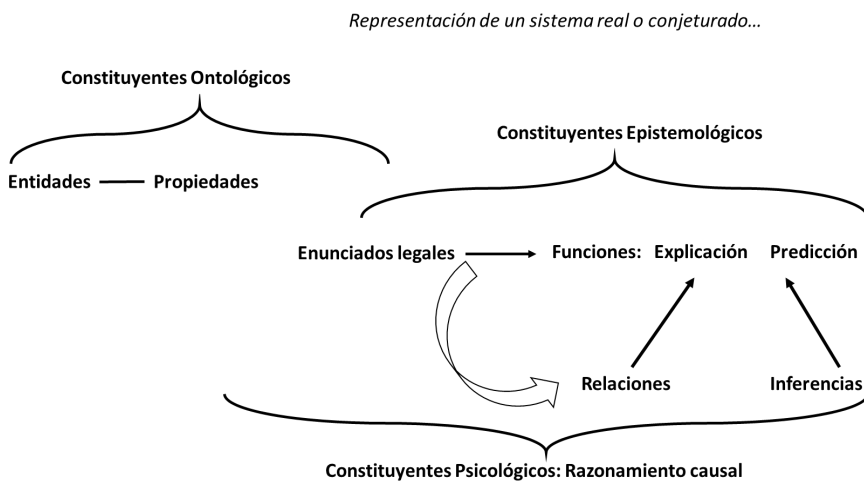 Representación de un sistema real o conjeturado...
Constituyentes Ontológicos
Constituyentes Epistemológicos
Entidades Propiedades
Enunciados legales Funciones: Explicación Predicción
Relaciones Inferencias
Constituyentes Psicológicos: Razonamiento causal